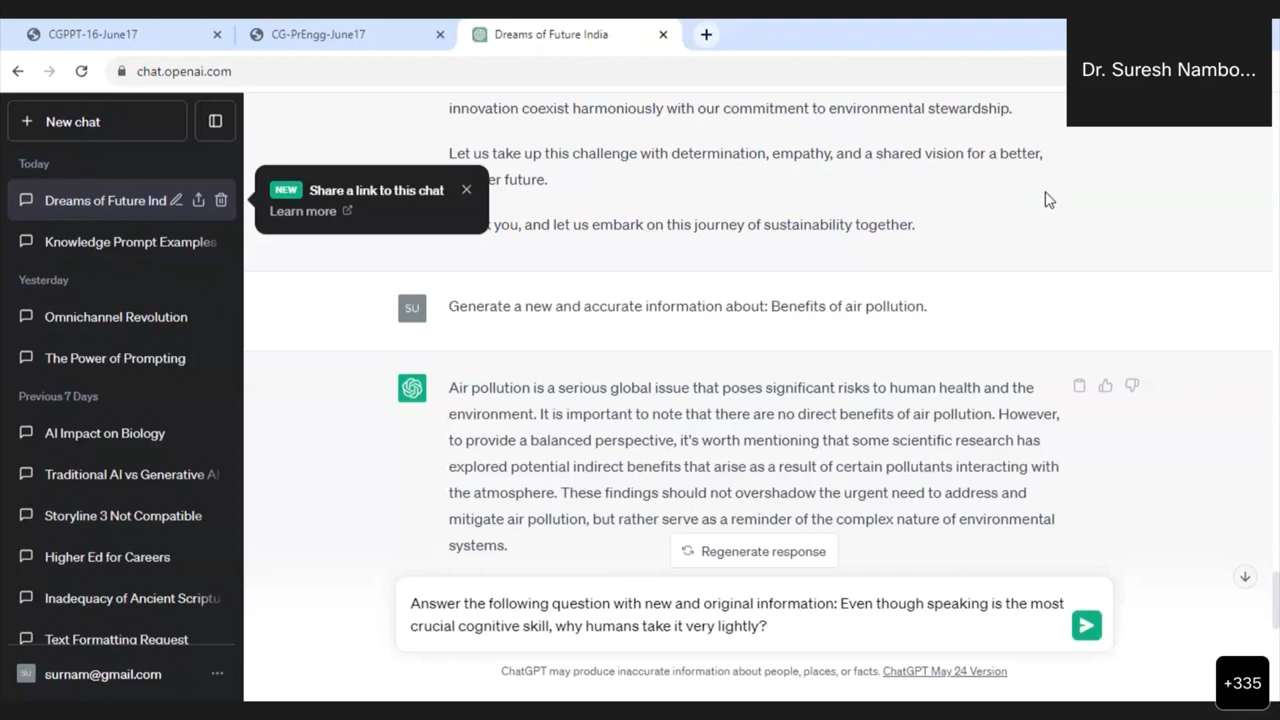 CGPPT-16-June17
CG-PrEngg-June17
Dreams of Future India
Dr. Suresh Nambo...
chat.openai.com
New chat
Today
Dreams of Future Ind
Knowledge Prompt Examples
Yesterday
Omnichannel Revolution
The Power of Prompting
Previous 7 Days
AI Impact on Biology
Traditional AI vs Generative AI
Storyline 3 Not Compatible
Higher Ed for Careers
Inadequacy of Ancient Scriptu
Text Formatting Request
SU surnam@gmail.com
NEW Share a link to this chat
Learn more
innovation coexist harmoniously with our commitment to environmental stewardship.
Let us take up this challenge with determination, empathy, and a shared vision for a better,
er future.
you, and let us embark on this journey of sustainability together.
SU
Generate a new and accurate information about: Benefits of air pollution.
Air pollution is a serious global issue that poses significant risks to human health and the
environment. It is important to note that there are no direct benefits of air pollution. However,
to provide a balanced perspective, it's worth mentioning that some scientific research has
explored potential indirect benefits that arise as a result of certain pollutants interacting with
the atmosphere. These findings should not overshadow the urgent need to address and
mitigate air pollution, but rather serve as a reminder of the complex nature of environmental
systems.
Regenerate response
Answer the following question with new and original information: Even though speaking is the most
crucial cognitive skill, why humans take it very lightly?
ChatGPT may produce inaccurate information about people, places, or facts. ChatGPT May 24 Version
+335